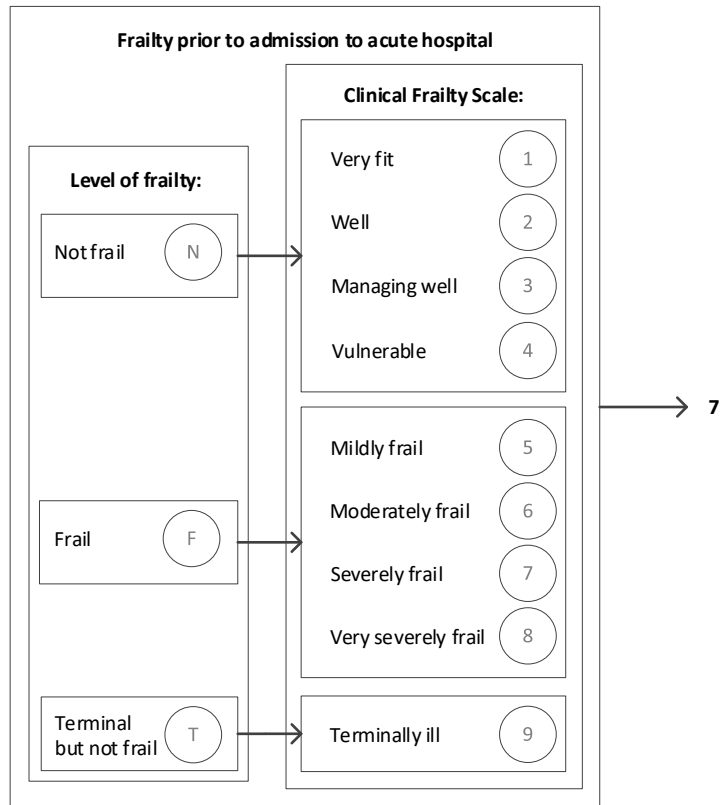 Frailty prior to admission to acute hospital
Level of frailty:
Not frail N
Frail F
Terminal
but not frail T
Clinical Frailty Scale:
Very fit 1
Well 2
Managing well 3
Vulnerable 4
Mildly frail 5
Moderately frail 6
Severely frail 7
Very severely frail 8
Terminally ill 9
7